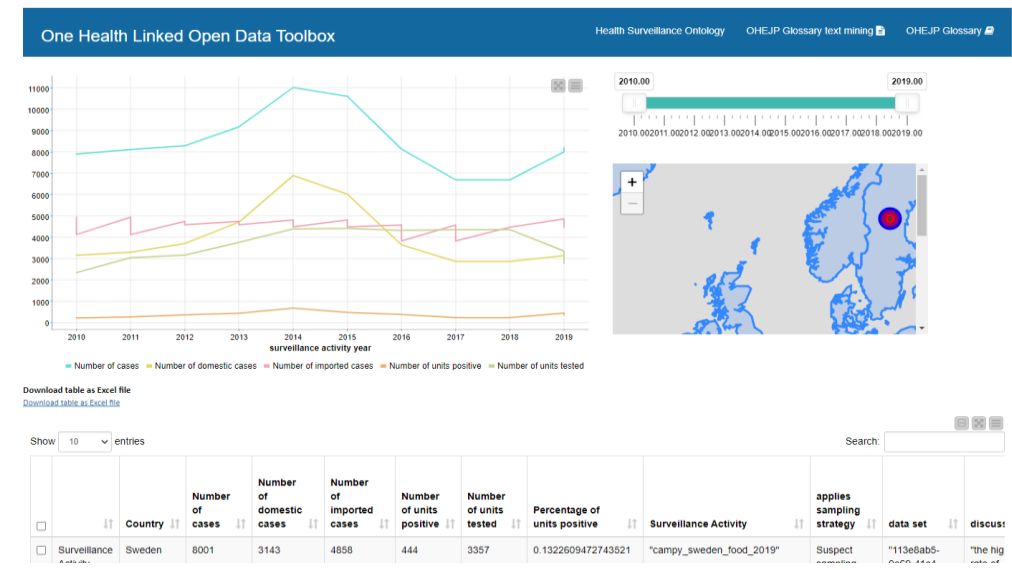 One Health Linked Open Data Toolbox
Health Surveillance Ontology OHEJP Glossary text mining OHEJP Glossary
11000
10000
9000
8000
7000
6000
5000
4000
3000
2000
1000
0
2010 2011 2012 2013 2014 2015 2016 2017 2018 2019
surveillance activity year
Number of cases Number of domestic cases Number of imported cases Number of units positive Number of units tested
2010.00 2019.00
2010.002011.002012.002013.002014.002015.002016.002017.002018.002019.00
+
−
Download table as Excel file
Download table as Excel file
Show 10 entries
Search:
Country
Number of cases
Number of domestic cases
Number of imported cases
Number of units positive
Number of units tested
Percentage of units positive
Surveillance Activity
applies sampling strategy
data set
discuss
Surveillance Sweden 8001 3143 4858 444 3357 0.1322609472743521 "campy_sweden_food_2019" Suspect "113e8ab5- "the hig
Activity sampling